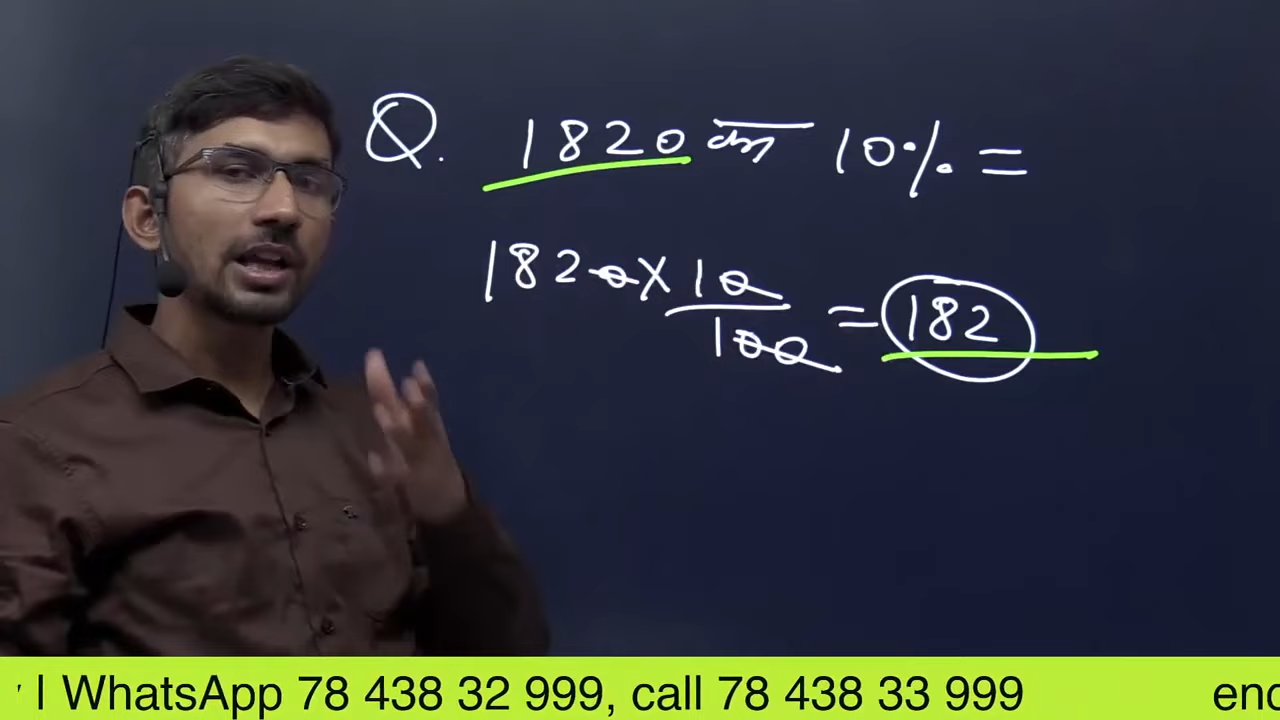 Q. 1820 का 10% =
1820 × 10/100 = 182
l WhatsApp 78 438 32 999, call 78 438 33 999